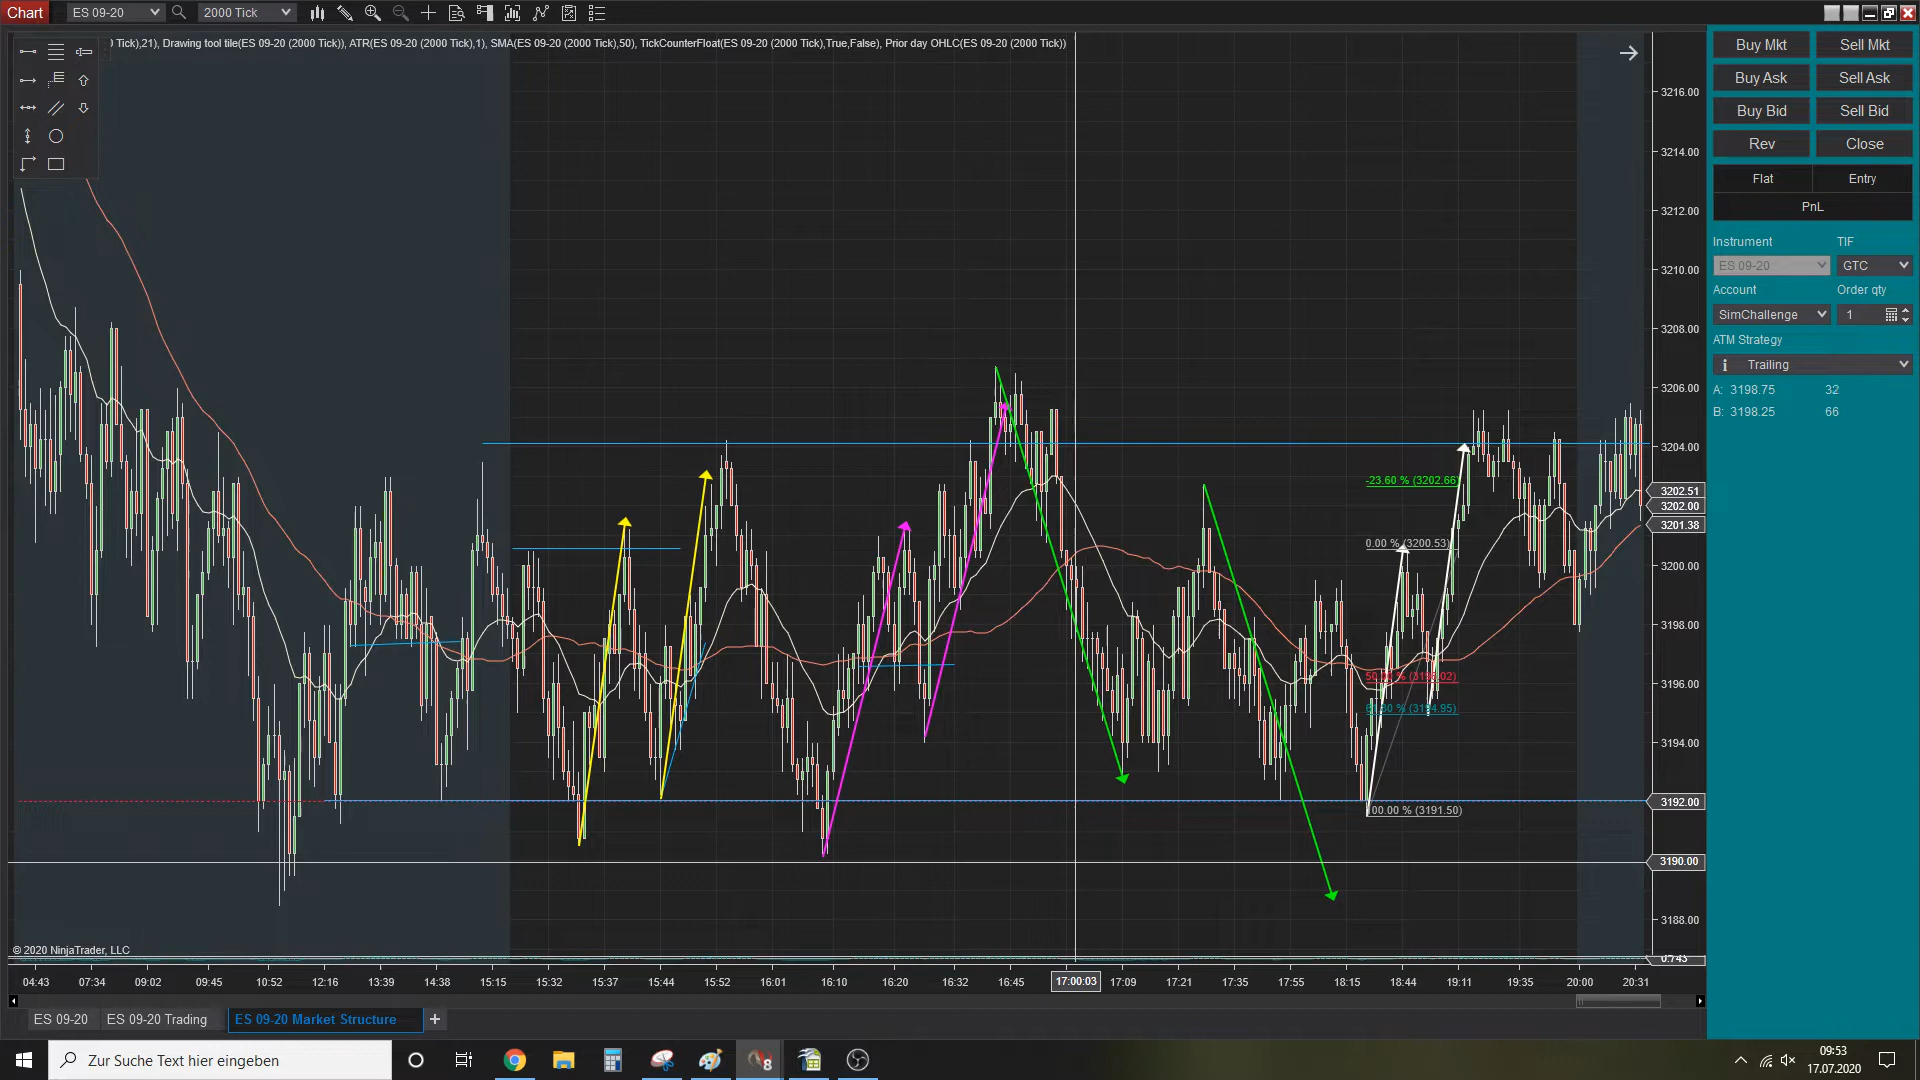 Chart
ES 09-20
2000 Tick
) Tick),21), Drawing tool tile(ES 09-20 (2000 Tick)), ATR(ES 09-20 (2000 Tick),1), SMA(ES 09-20 (2000 Tick),50), TickCounterFloat(ES 09-20 (2000 Tick),True,False), Prior day OHLC(ES 09-20 (2000 Tick))
Buy Mkt
Sell Mkt
Buy Ask
Sell Ask
Buy Bid
Sell Bid
Rev
Close
Flat
Entry
PnL
Instrument
TIF
ES 09-20
GTC
Account
Order qty
SimChallenge
1
ATM Strategy
Trailing
A: 3198.75 32
B: 3198.25 66
3216.00
3214.00
3212.00
3210.00
3208.00
3206.00
3204.00
3202.51
3202.00
3201.38
3200.00
3198.00
3196.00
3194.00
3192.00
3190.00
3188.00
0.743
-23.60 % (3202.66)
0.00 % (3200.53)
100.00 % (3191.50)
© 2020 NinjaTrader, LLC
04:43 07:34 09:02 09:45 10:52 12:16 13:39 14:38 15:15 15:32 15:37 15:44 15:52 16:01 16:10 16:20 16:32 16:45 17:00:03 17:09 17:21 17:35 17:55 18:15 18:44 19:11 19:35 20:00 20:31
ES 09-20
ES 09-20 Trading
ES 09-20 Market Structure
+
Zur Suche Text hier eingeben
8
09:53
17.07.2020